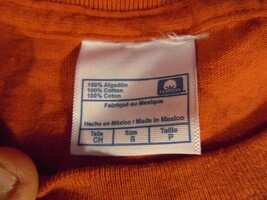 100% Algodón
100% Cotton
100% Coton
Fabriqué au Mexique
Hecho en México / Made in Mexico
Talla Size Taille
CH S P